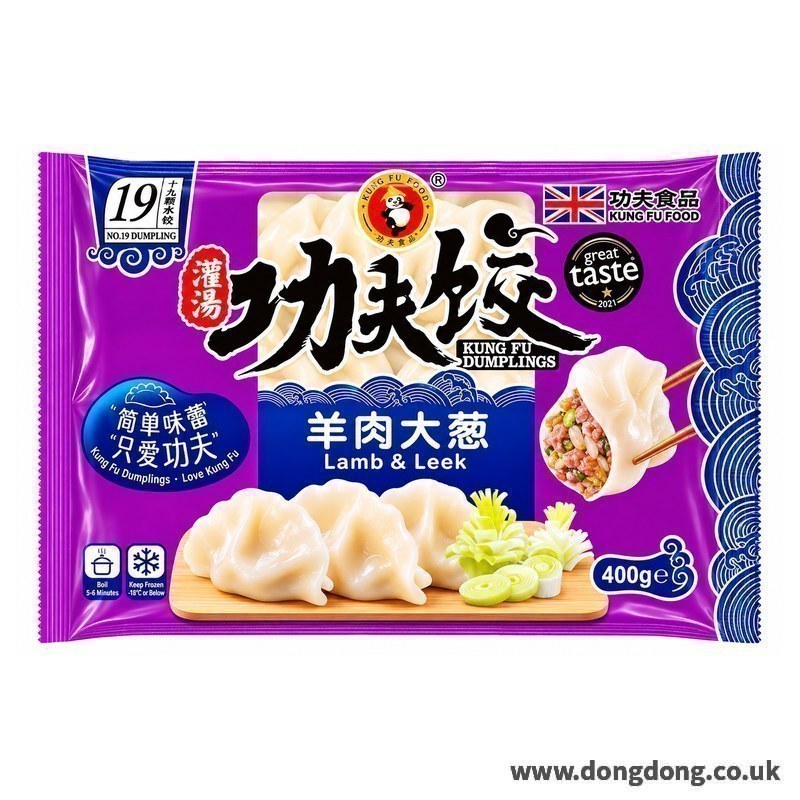 19
十九颗水饺
NO.19 DUMPLING
KUNG FU FOOD
功夫食品
®
功夫食品
KUNG FU FOOD
great
taste
2021
灌汤
功夫饺
KUNG FU
DUMPLINGS
“简单味蕾
“只爱功夫”
Kung Fu Dumplings · Love Kung Fu
羊肉大葱
Lamb & Leek
Boil
5-6 Minutes
Keep Frozen
-18°C or Below
400g℮
www.dongdong.co.uk